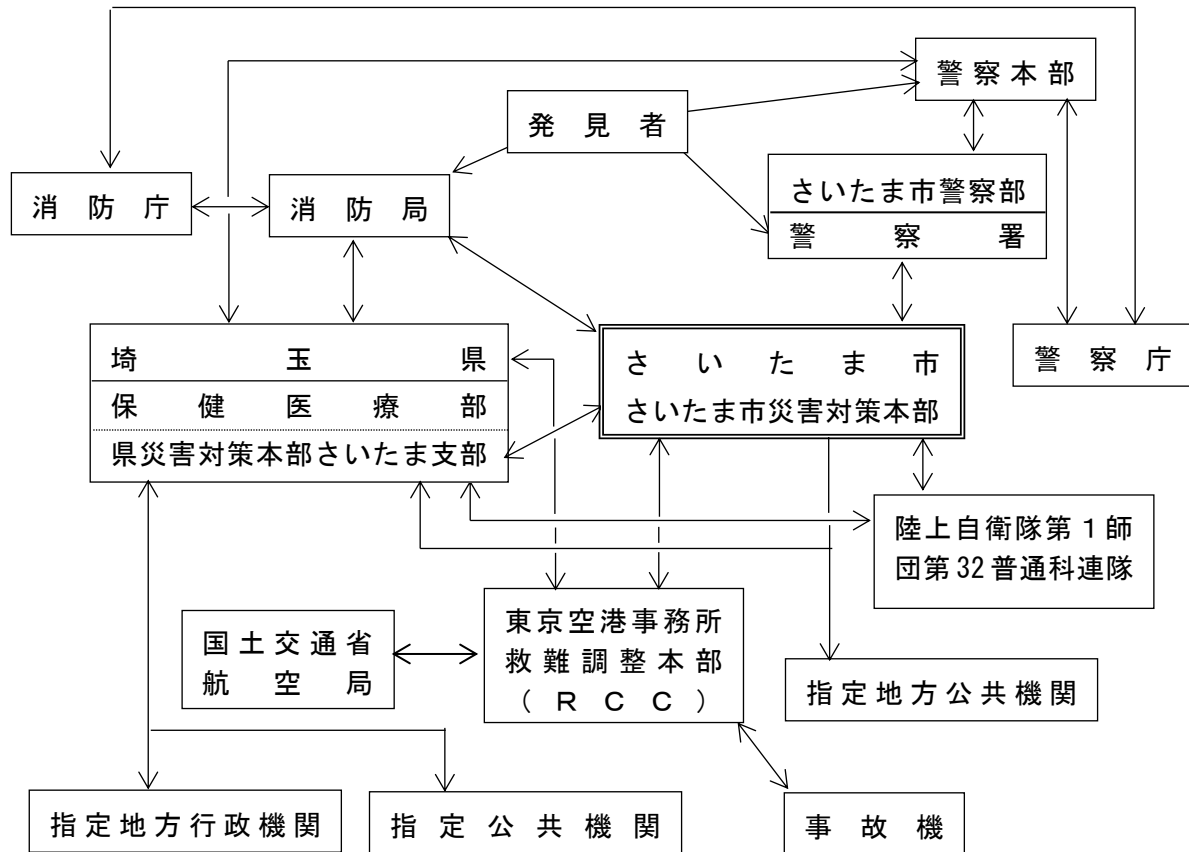 警察本部
発見者
さいたま市警察部
警察署
消防庁
消防局
埼玉県
保健医療部
県災害対策本部さいたま支部
さいたま市
さいたま市災害対策本部
警察庁
陸上自衛隊第1師
団第32普通科連隊
国土交通省
航空局
東京空港事務所
救難調整本部
(RCC)
指定地方公共機関
指定地方行政機関
指定公共機関
事故機